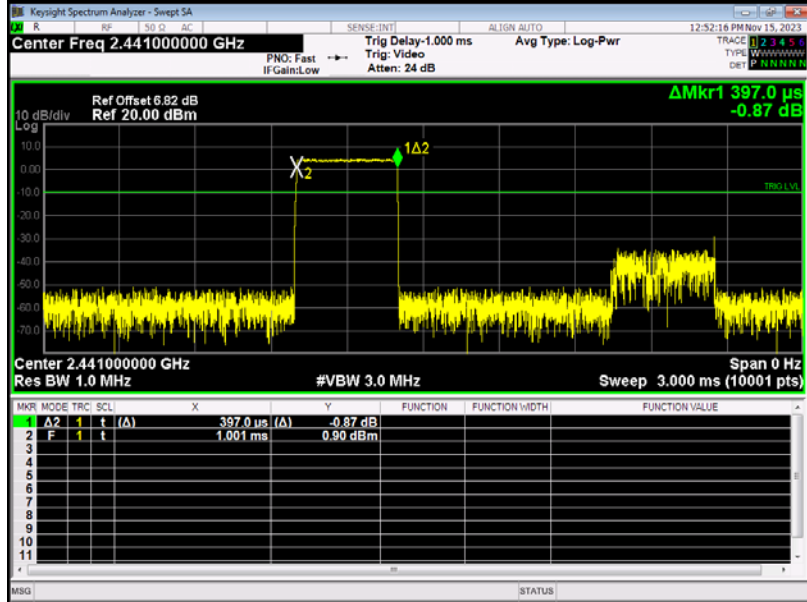 Keysight Spectrum Analyzer - Swept SA
R RF 50 Ω AC SENSE:INT ALIGN AUTO 12:52:16 PM Nov 15, 2023
Center Freq 2.441000000 GHz
PNO: Fast
IFGain:Low
Trig Delay-1.000 ms
Trig: Video
Atten: 24 dB
Avg Type: Log-Pwr
TRACE 1 2 3 4 5 6
TYPE
DET P N N N N N
ΔMkr1 397.0 μs
-0.87 dB
Ref Offset 6.82 dB
10 dB/div Ref 20.00 dBm
Log
10.0
0.00
-10.0
-20.0
-30.0
-40.0
-50.0
-60.0
-70.0
1Δ2
2
TRIG LVL
Center 2.441000000 GHz Span 0 Hz
Res BW 1.0 MHz #VBW 3.0 MHz Sweep 3.000 ms (10001 pts)
MKR MODE TRC SCL X Y FUNCTION FUNCTION WIDTH FUNCTION VALUE
1 Δ2 1 t (Δ) 397.0 μs (Δ) -0.87 dB
2 F 1 t 1.001 ms 0.90 dBm
3
4
5
6
7
8
9
10
11
MSG STATUS